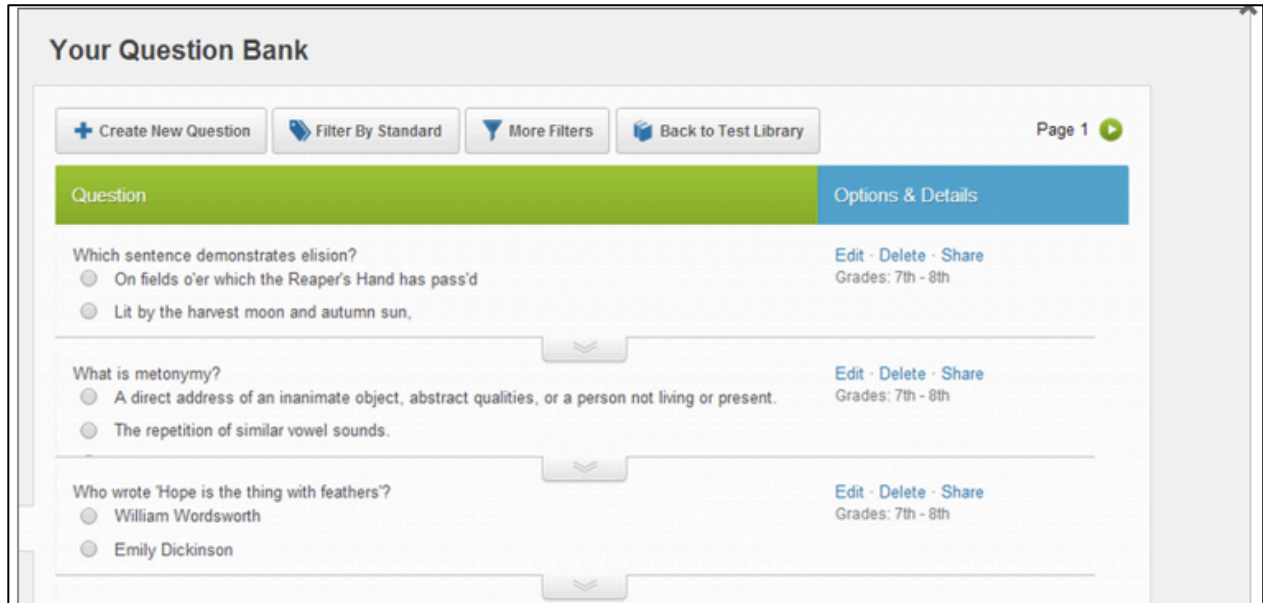 Your Question Bank
Create New Question Filter By Standard More Filters Back to Test Library Page 1
Question Options & Details
Which sentence demonstrates elision? Edit · Delete · Share
On fields o'er which the Reaper's Hand has pass'd Grades: 7th - 8th
Lit by the harvest moon and autumn sun,
What is metonymy? Edit · Delete · Share
A direct address of an inanimate object, abstract qualities, or a person not living or present. Grades: 7th - 8th
The repetition of similar vowel sounds.
Who wrote 'Hope is the thing with feathers'? Edit · Delete · Share
William Wordsworth Grades: 7th - 8th
Emily Dickinson